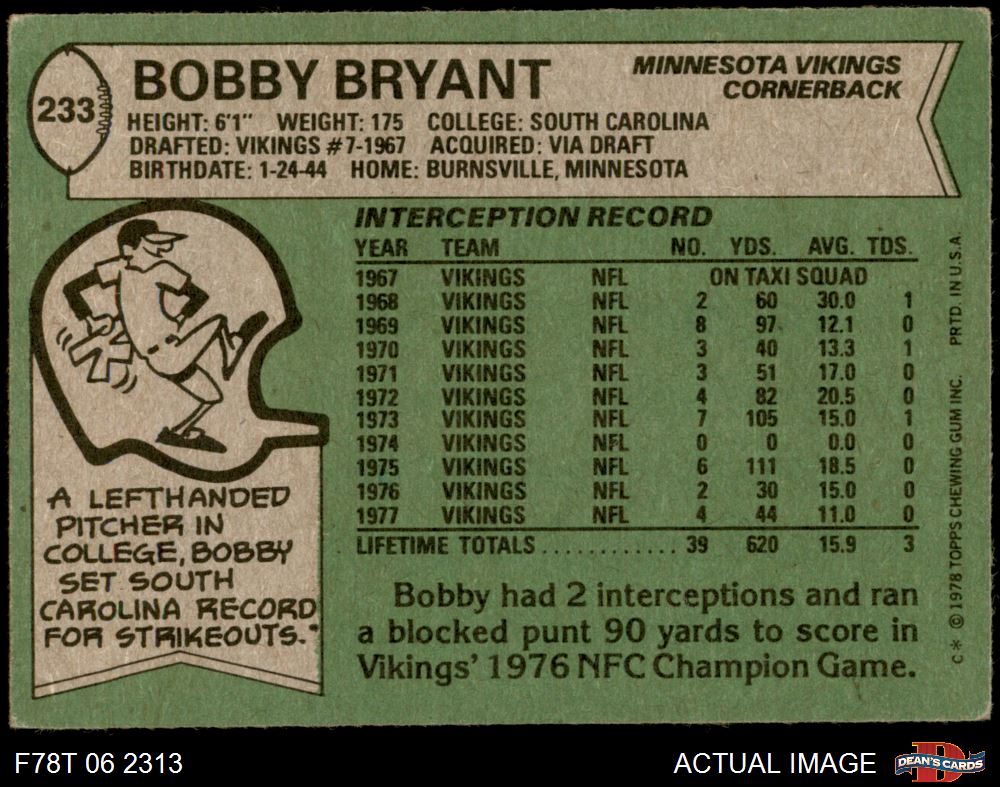 233
BOBBY BRYANT
MINNESOTA VIKINGS
CORNERBACK
HEIGHT: 6'1" WEIGHT: 175 COLLEGE: SOUTH CAROLINA
DRAFTED: VIKINGS #7-1967 ACQUIRED: VIA DRAFT
BIRTHDATE: 1-24-44 HOME: BURNSVILLE, MINNESOTA
INTERCEPTION RECORD
YEAR TEAM NO. YDS. AVG. TDS.
1967 VIKINGS NFL ON TAXI SQUAD
1968 VIKINGS NFL 2 60 30.0 1
1969 VIKINGS NFL 8 97 12.1 0
1970 VIKINGS NFL 3 40 13.3 1
1971 VIKINGS NFL 3 51 17.0 0
1972 VIKINGS NFL 4 82 20.5 0
1973 VIKINGS NFL 7 105 15.0 1
1974 VIKINGS NFL 0 0 0.0 0
1975 VIKINGS NFL 6 111 18.5 0
1976 VIKINGS NFL 2 30 15.0 0
1977 VIKINGS NFL 4 44 11.0 0
LIFETIME TOTALS............ 39 620 15.9 3
A LEFTHANDED
PITCHER IN
COLLEGE, BOBBY
SET SOUTH
CAROLINA RECORD
FOR STRIKEOUTS."
Bobby had 2 interceptions and ran
a blocked punt 90 yards to score in
Vikings' 1976 NFC Champion Game.
C* ©1978 TOPPS CHEWING GUM INC. PRTD. IN U.S.A.
F78T 06 2313
ACTUAL IMAGE
D
DEAN'S CARDS